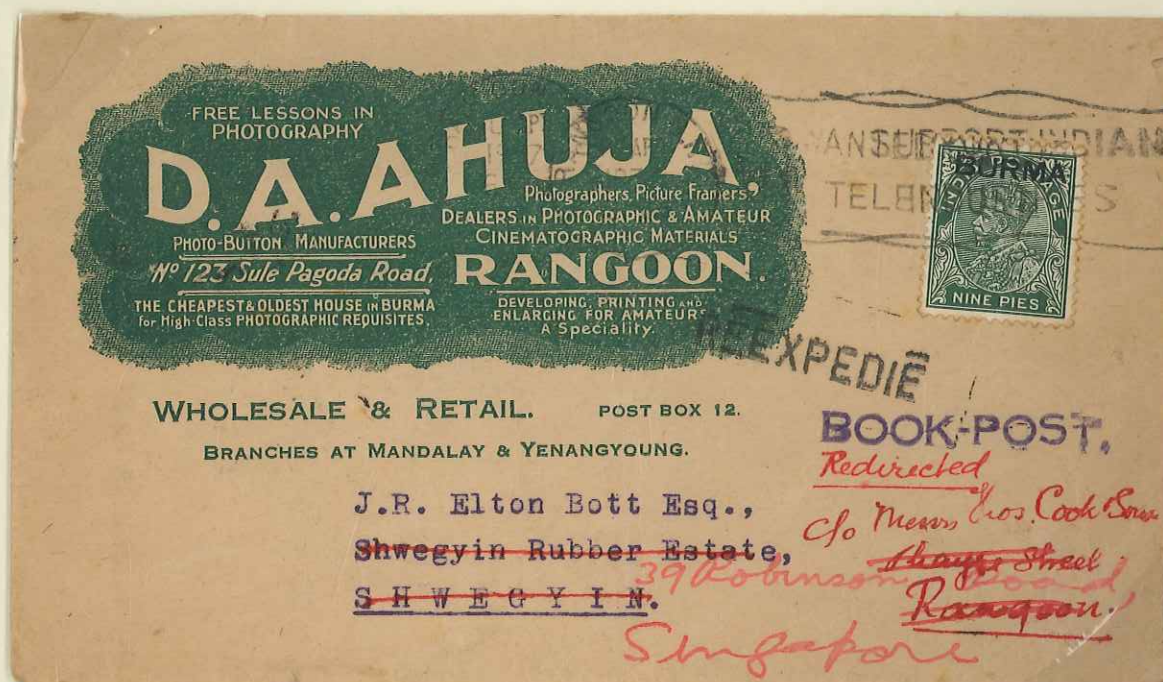 FREE LESSONS IN
PHOTOGRAPHY
D.A.AHUJA
Photographers, Picture Framers,
DEALERS IN PHOTOGRAPHIC & AMATEUR
CINEMATOGRAPHIC MATERIALS
PHOTO-BUTTON MANUFACTURERS
No 123 Sule Pagoda Road,
RANGOON.
THE CHEAPEST & OLDEST HOUSE IN BURMA
for High-Class PHOTOGRAPHIC REQUISITES.
DEVELOPING, PRINTING AND
ENLARGING FOR AMATEURS
A Speciality.
SUPPORT INDIAN
BURMA
NINE PIES
REEXPEDIÉ
WHOLESALE & RETAIL. POST BOX 12.
BRANCHES AT MANDALAY & YENANGYOUNG.
BOOK-POST.
Redirected
c/o Messrs Thos. Cook & Son
Street
Rangoon.
J.R. Elton Bott Esq.,
Shwegyin Rubber Estate,
SHWEGYIN.
39 Robinson Road,
Singapore